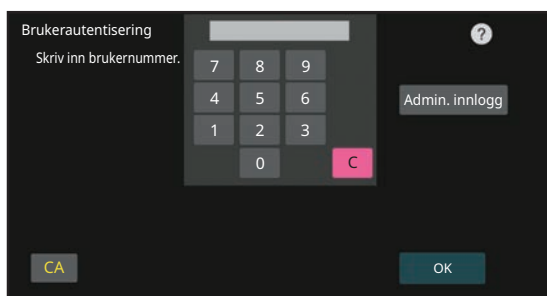 Brukerautentisering
?
Skriv inn brukernummer.
7 8 9
4 5 6
Admin. innlogg
1 2 3
0 C
CA
OK